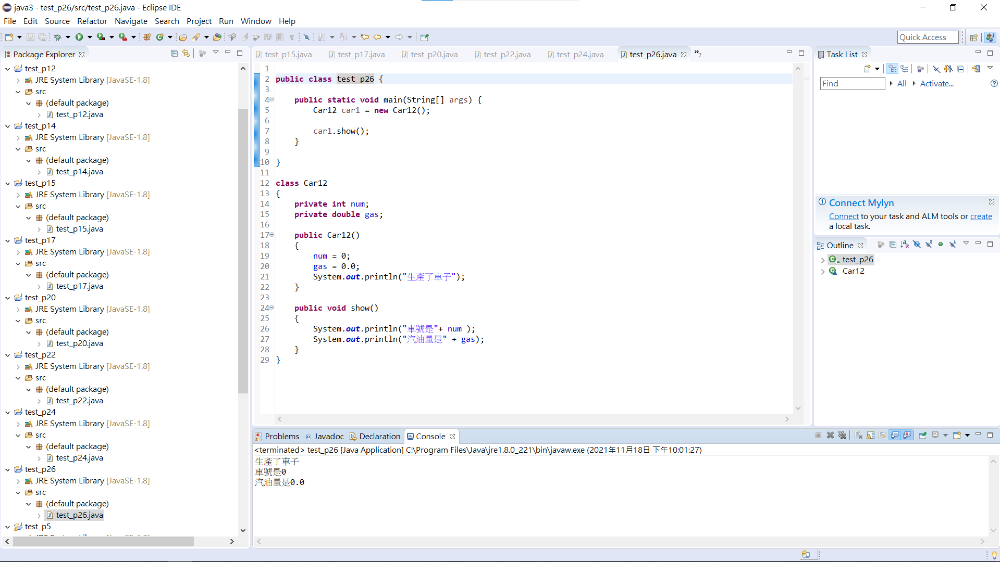 java3 - test_p26/src/test_p26.java - Eclipse IDE
File Edit Source Refactor Navigate Search Project Run Window Help
Quick Access
Package Explorer
test_p12
JRE System Library [JavaSE-1.8]
src
(default package)
test_p12.java
test_p14
JRE System Library [JavaSE-1.8]
src
(default package)
test_p14.java
test_p15
JRE System Library [JavaSE-1.8]
src
(default package)
test_p15.java
test_p17
JRE System Library [JavaSE-1.8]
src
(default package)
test_p17.java
test_p20
JRE System Library [JavaSE-1.8]
src
(default package)
test_p20.java
test_p22
JRE System Library [JavaSE-1.8]
src
(default package)
test_p22.java
test_p24
JRE System Library [JavaSE-1.8]
src
(default package)
test_p24.java
test_p26
JRE System Library [JavaSE-1.8]
src
(default package)
test_p26.java
test_p5
test_p15.java test_p17.java test_p20.java test_p22.java test_p24.java test_p26.java »7
1
2 public class test_p26 {
3
4 public static void main(String[] args) {
5 Car12 car1 = new Car12();
6
7 car1.show();
8 }
9
10 }
11
12 class Car12
13 {
14 private int num;
15 private double gas;
16
17 public Car12()
18 {
19 num = 0;
20 gas = 0.0;
21 System.out.println("生產了車子");
22 }
23
24 public void show()
25 {
26 System.out.println("車號是"+ num );
27 System.out.println("汽油量是" + gas);
28 }
29 }
Task List
Find All Activate...
Connect Mylyn
Connect to your task and ALM tools or create
a local task.
Outline
test_p26
Car12
Problems @ Javadoc Declaration Console
<terminated> test_p26 [Java Application] C:\Program Files\Java\jre1.8.0_221\bin\javaw.exe (2021年11月18日 下午10:01:27)
生產了車子
車號是0
汽油量是0.0